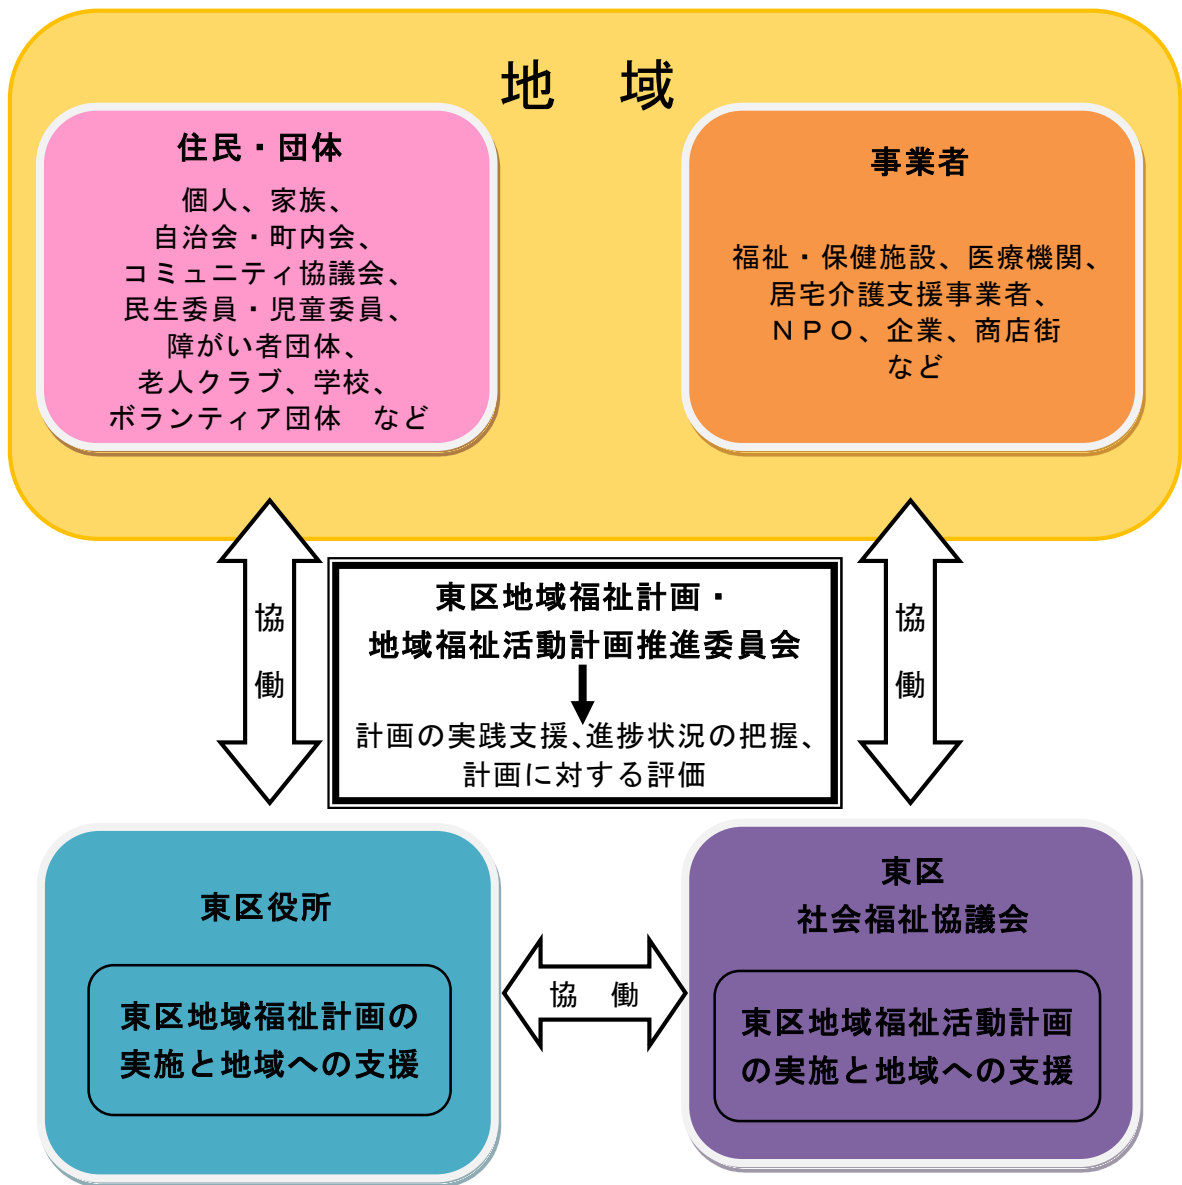 地　域
住民・団体
個人、家族、
自治会・町内会、
コミュニティ協議会、
民生委員・児童委員、
障がい者団体、
老人クラブ、学校、
ボランティア団体　など
事業者
福祉・保健施設、医療機関、
居宅介護支援事業者、
ＮＰＯ、企業、商店街
など
協
働
東区地域福祉計画・
地域福祉活動計画推進委員会
計画の実践支援、進捗状況の把握、
計画に対する評価
協
働
東区役所
東区地域福祉計画の
実施と地域への支援
協　働
東区
社会福祉協議会
東区地域福祉活動計画
の実施と地域への支援